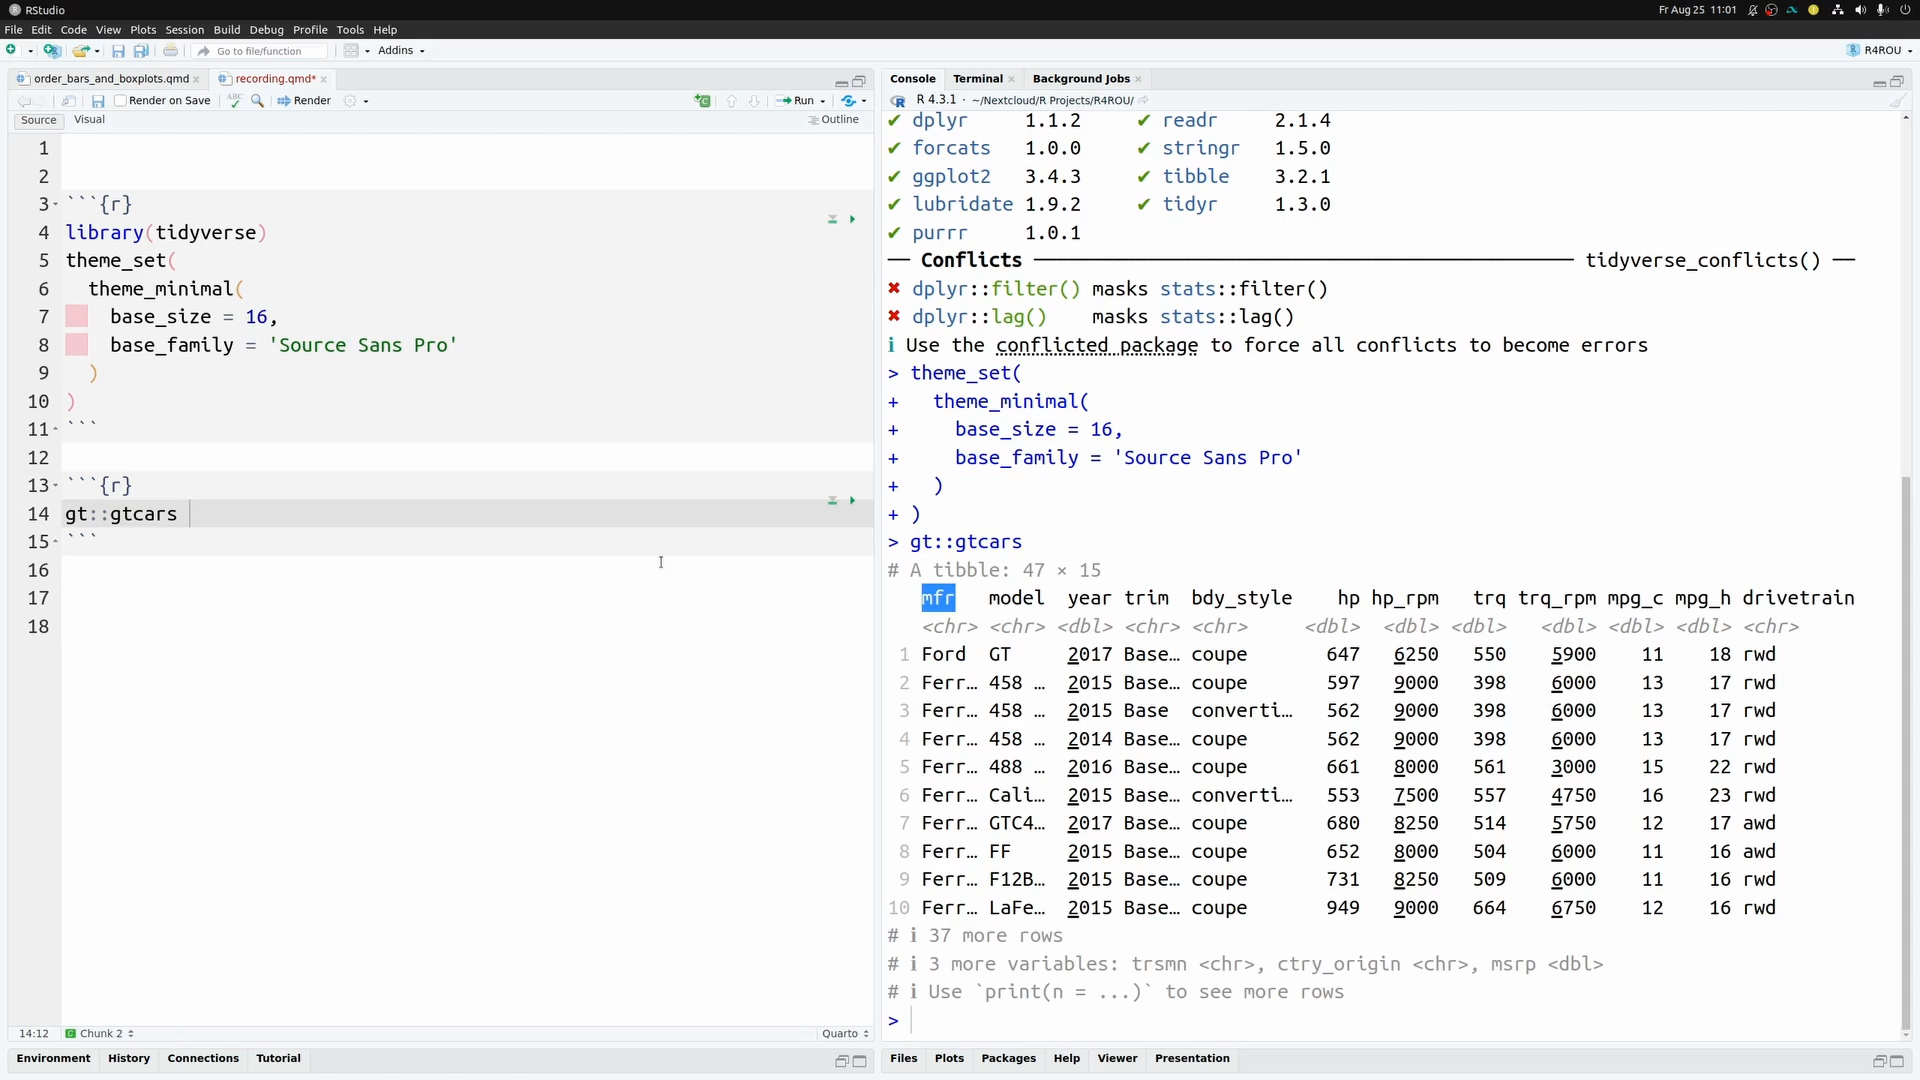 RStudio
Fr Aug 25 11:01
File Edit Code View Plots Session Build Debug Profile Tools Help
Go to file/function
Addins
R4ROU
order_bars_and_boxplots.qmd
recording.qmd*
Render on Save
ABC
Render
Run
Source Visual
Outline
1
2
3 ```{r}
4 library(tidyverse)
5 theme_set(
6   theme_minimal(
7     base_size = 16,
8     base_family = 'Source Sans Pro'
9   )
10 )
11 ```
12
13 ```{r}
14 gt::gtcars
15 ```
16
17
18
14:12 Chunk 2
Quarto
Environment History Connections Tutorial
Console Terminal Background Jobs
R 4.3.1 · ~/Nextcloud/R Projects/R4ROU/
✔ dplyr     1.1.2     ✔ readr     2.1.4
✔ forcats   1.0.0     ✔ stringr   1.5.0
✔ ggplot2   3.4.3     ✔ tibble    3.2.1
✔ lubridate 1.9.2     ✔ tidyr     1.3.0
✔ purrr     1.0.1
── Conflicts ──────────── tidyverse_conflicts() ──
✖ dplyr::filter() masks stats::filter()
✖ dplyr::lag()    masks stats::lag()
ℹ Use the conflicted package to force all conflicts to become errors
> theme_set(
+   theme_minimal(
+     base_size = 16,
+     base_family = 'Source Sans Pro'
+   )
+ )
> gt::gtcars
# A tibble: 47 × 15
mfr model year trim bdy_style hp hp_rpm trq trq_rpm mpg_c mpg_h drivetrain
<chr> <chr> <dbl> <chr> <chr> <dbl> <dbl> <dbl> <dbl> <dbl> <dbl> <chr>
1 Ford GT 2017 Base… coupe 647 6250 550 5900 11 18 rwd
2 Ferr… 458 … 2015 Base… coupe 597 9000 398 6000 13 17 rwd
3 Ferr… 458 … 2015 Base converti… 562 9000 398 6000 13 17 rwd
4 Ferr… 458 … 2014 Base… coupe 562 9000 398 6000 13 17 rwd
5 Ferr… 488 … 2016 Base… coupe 661 8000 561 3000 15 22 rwd
6 Ferr… Cali… 2015 Base… converti… 553 7500 557 4750 16 23 rwd
7 Ferr… GTC4… 2017 Base… coupe 680 8250 514 5750 12 17 awd
8 Ferr… FF 2015 Base… coupe 652 8000 504 6000 11 16 awd
9 Ferr… F12B… 2015 Base… coupe 731 8250 509 6000 11 16 rwd
10 Ferr… LaFe… 2015 Base… coupe 949 9000 664 6750 12 16 rwd
# ℹ 37 more rows
# ℹ 3 more variables: trsmn <chr>, ctry_origin <chr>, msrp <dbl>
# ℹ Use `print(n = ...)` to see more rows
>
Files Plots Packages Help Viewer Presentation